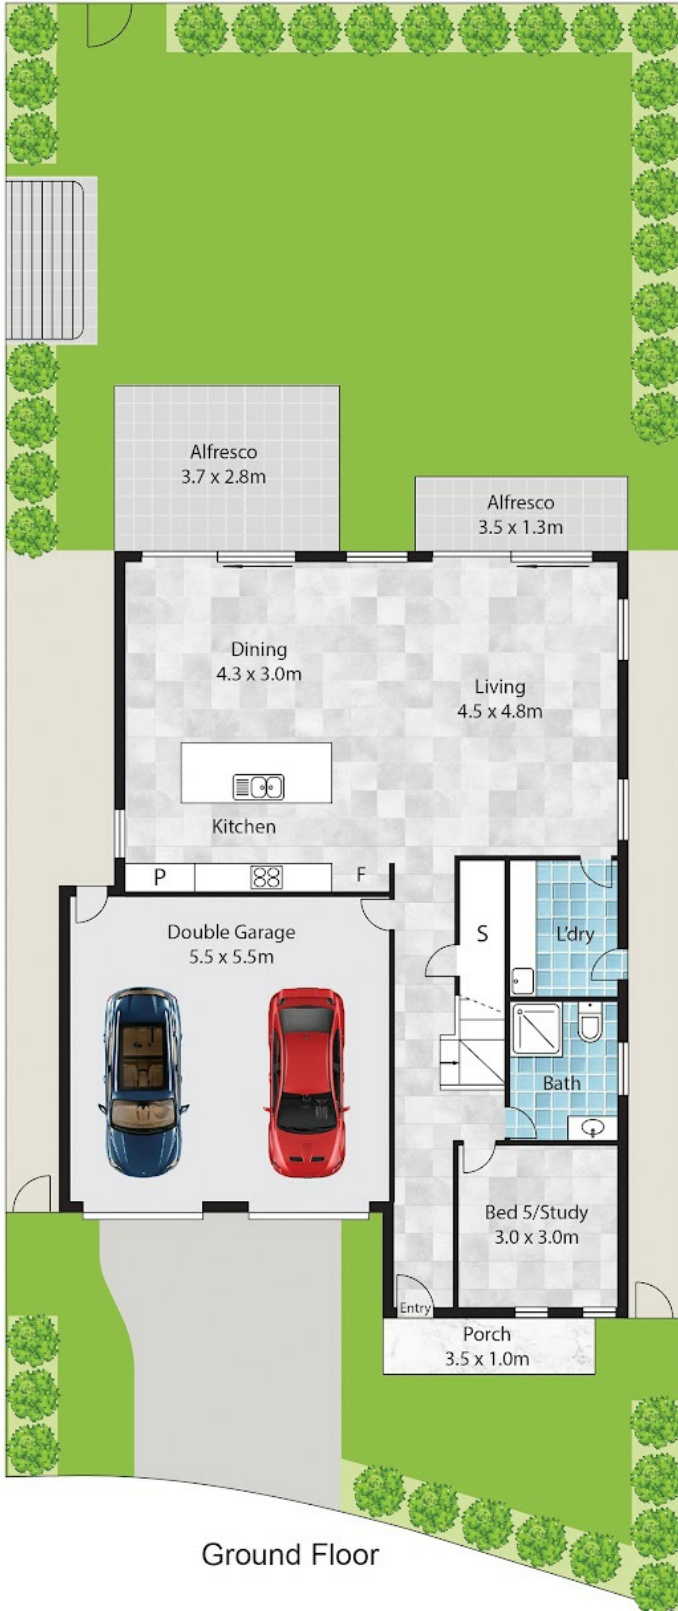 Alfresco
3.7 x 2.8m
Alfresco
3.5 x 1.3m
Dining
4.3 x 3.0m
Living
4.5 x 4.8m
Kitchen
P
F
Double Garage
5.5 x 5.5m
S
L'dry
Bath
Bed 5/Study
3.0 x 3.0m
Entry
Porch
3.5 x 1.0m
Ground Floor